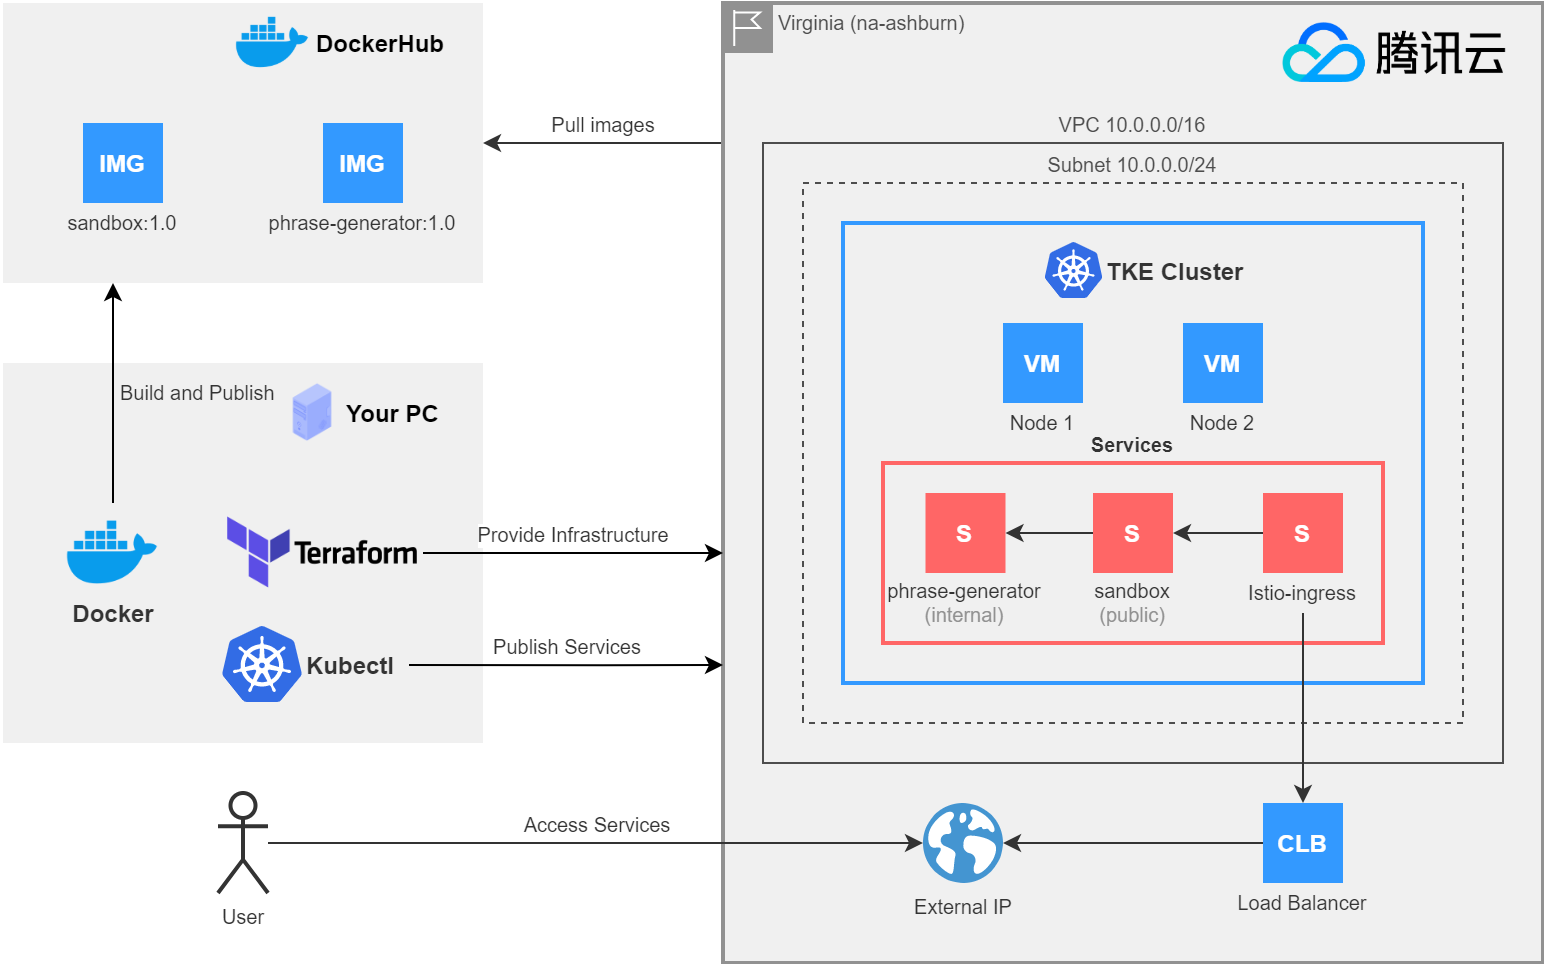 DockerHub
IMG
IMG
sandbox:1.0
phrase-generator:1.0
Pull images
Virginia (na-ashburn)
腾讯云
VPC 10.0.0.0/16
Subnet 10.0.0.0/24
TKE Cluster
VM
VM
Node 1
Node 2
Services
S
S
S
phrase-generator
(internal)
sandbox
(public)
Istio-ingress
Build and Publish
Your PC
Docker
Terraform
Provide Infrastructure
Kubectl
Publish Services
User
Access Services
External IP
CLB
Load Balancer